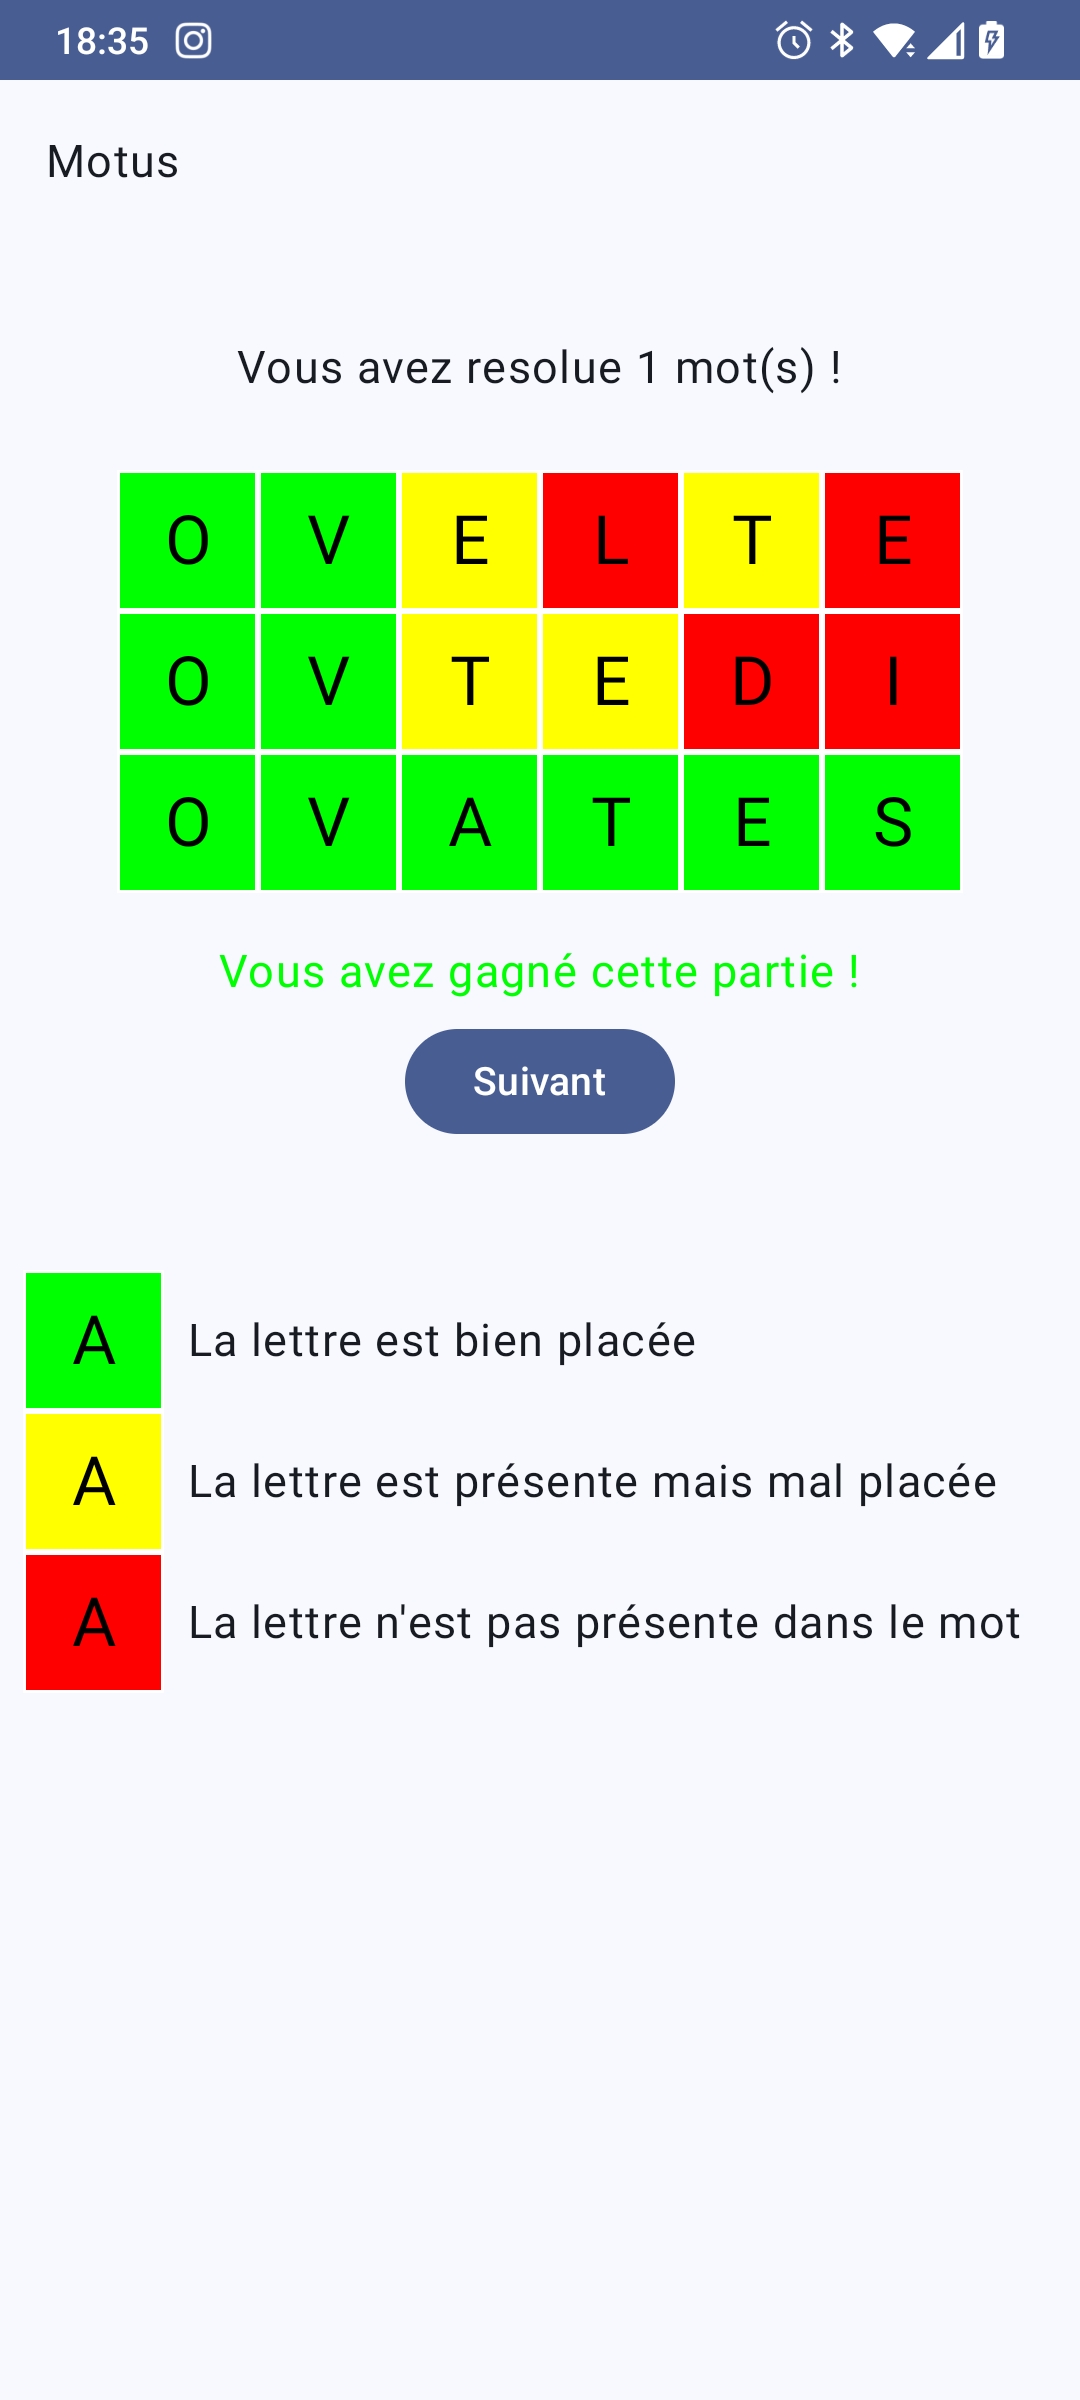 18:35
Motus
Vous avez resolue 1 mot(s) !
O V E L T E
O V T E D I
O V A T E S
Vous avez gagné cette partie !
Suivant
A La lettre est bien placée
A La lettre est présente mais mal placée
A La lettre n'est pas présente dans le mot